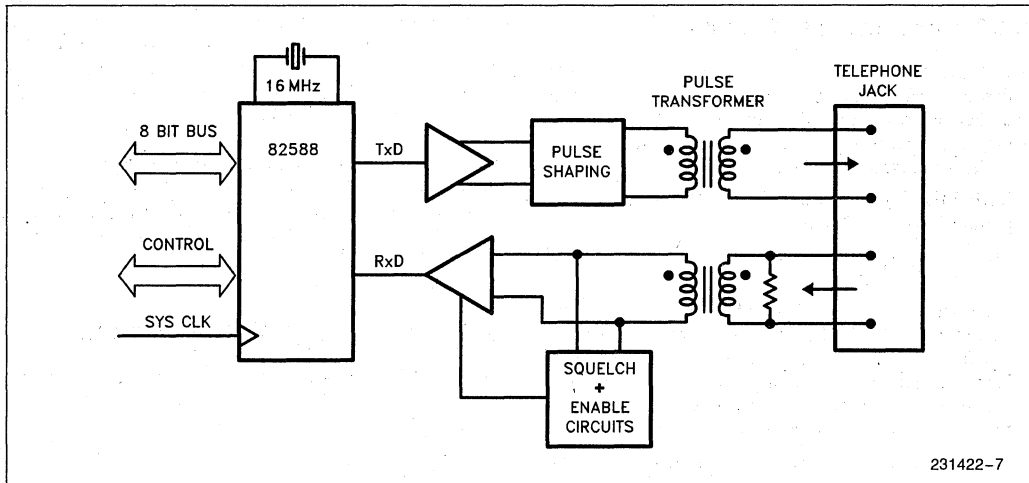 16 MHz
8 BIT BUS
82588
CONTROL
SYS CLK
TxD
RxD
PULSE
SHAPING
PULSE
TRANSFORMER
TELEPHONE
JACK
SQUELCH
+
ENABLE
CIRCUITS
231422-7